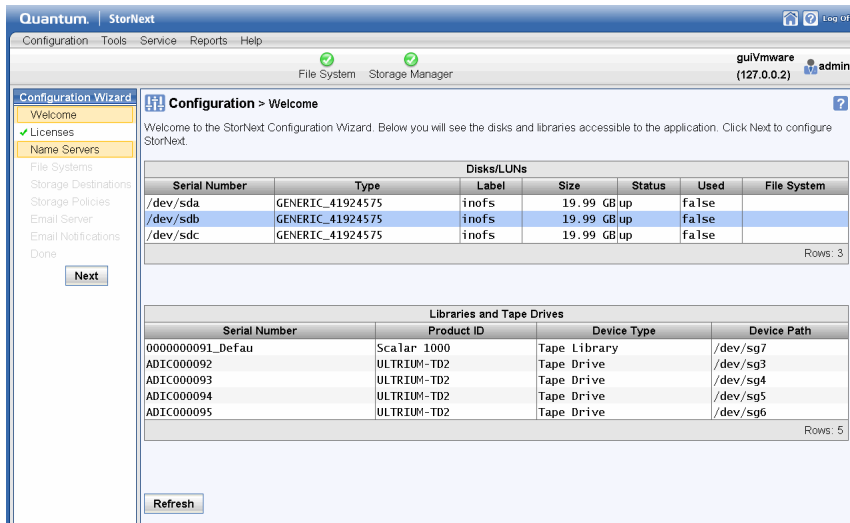 Quantum. StorNext
Log Of
Configuration Tools Service Reports Help
File System Storage Manager
guiVmware
(127.0.0.2)
admin
Configuration Wizard
Welcome
Licenses
Name Servers
File Systems
Storage Destinations
Storage Policies
Email Server
Email Notifications
Done
Next
Configuration > Welcome
?
Welcome to the StorNext Configuration Wizard. Below you will see the disks and libraries accessible to the application. Click Next to configure
StorNext.
Disks/LUNs
Serial Number Type Label Size Status Used File System
/dev/sda GENERIC_41924575 inofs 19.99 GB up false
/dev/sdb GENERIC_41924575 inofs 19.99 GB up false
/dev/sdc GENERIC_41924575 inofs 19.99 GB up false
Rows: 3
Libraries and Tape Drives
Serial Number Product ID Device Type Device Path
0000000091_Defau Scalar 1000 Tape Library /dev/sg7
ADIC000092 ULTRIUM-TD2 Tape Drive /dev/sg3
ADIC000093 ULTRIUM-TD2 Tape Drive /dev/sg4
ADIC000094 ULTRIUM-TD2 Tape Drive /dev/sg5
ADIC000095 ULTRIUM-TD2 Tape Drive /dev/sg6
Rows: 5
Refresh